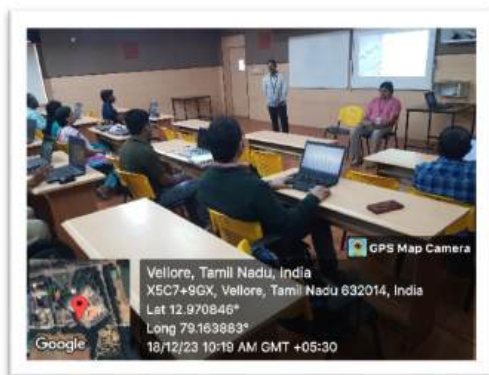 GPS Map Camera
Vellore, Tamil Nadu, India
X5C7+9GX, Vellore, Tamil Nadu 632014, India
Lat 12.970846°
Long 79.163883°
18/12/23 10:19 AM GMT +05:30
Google